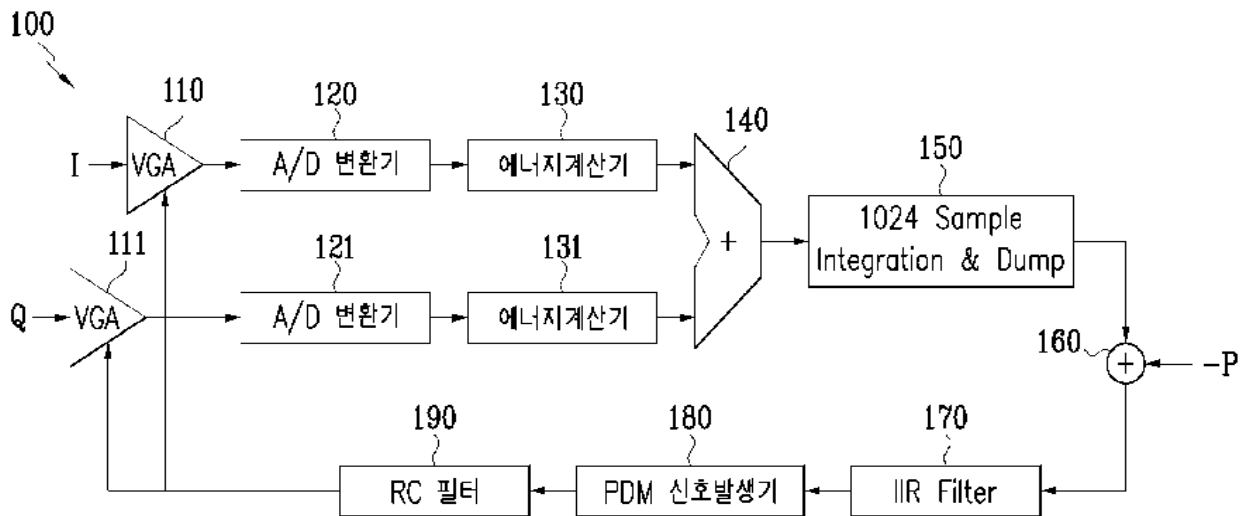 100
110
120
130
140
150
I
VGA
A/D 변환기
에너지계산기
1024 Sample
Integration & Dump
+
111
121
131
Q
VGA
A/D 변환기
에너지계산기
160
+
-P
190
180
170
RC 필터
PDM 신호발생기
IIR Filter